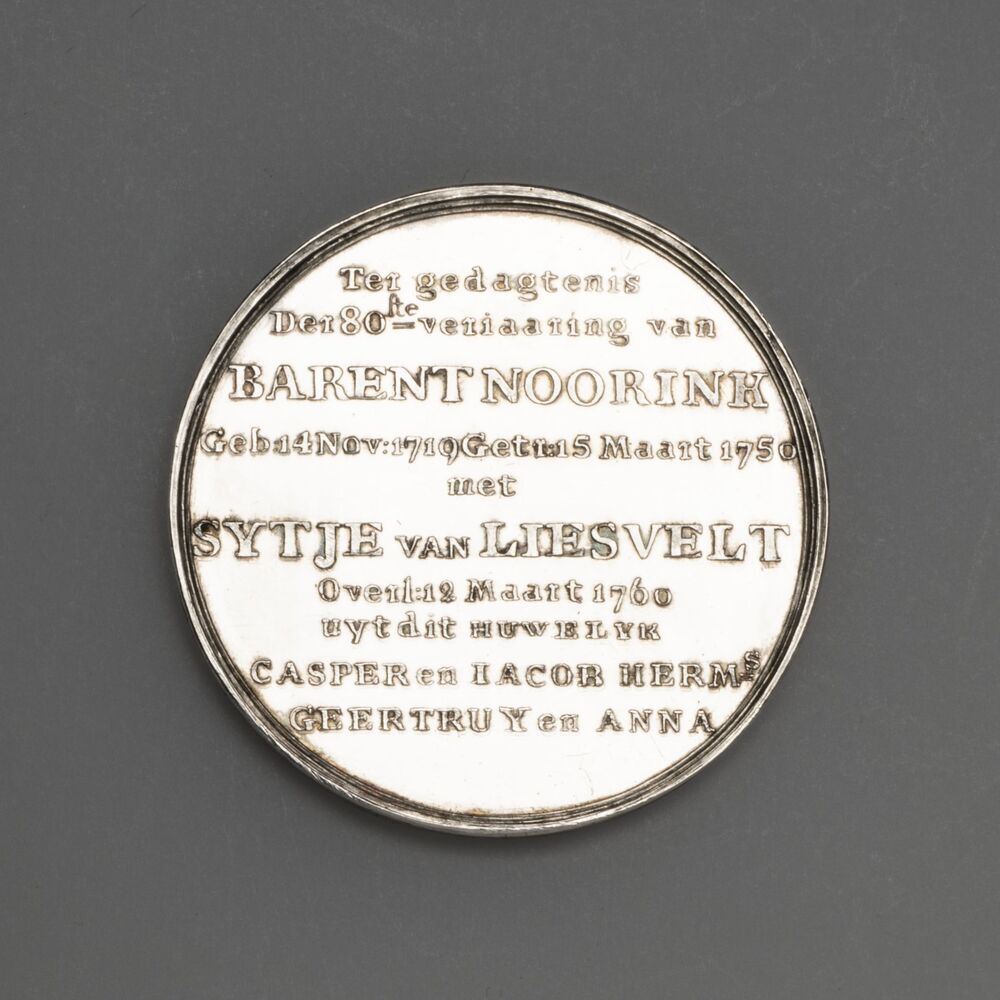 Ter gedagtenis
Der 80ste veriaaring van
BARENT NOORINK
Geb:14 Nov:1719 Getr:15 Maart 1750
met
SYTJE VAN LIESVELT
Overl:12 Maart 1760
uyt dit HUWELYK
CASPER en IACOB HERMs
GEERTRUY en ANNA